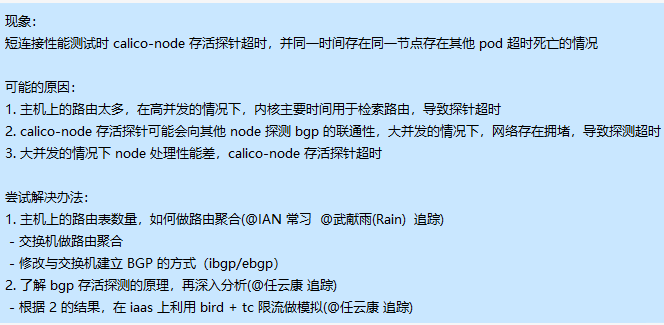 现象：
短连接性能测试时 calico-node 存活探针超时，并同一时间存在同一节点存在其他 pod 超时死亡的情况
可能的原因：
1. 主机上的路由太多，在高并发的情况下，内核主要时间用于检索路由，导致探针超时
2. calico-node 存活探针可能会向其他 node 探测 bgp 的联通性，大并发的情况下，网络存在拥堵，导致探测超时
3. 大并发的情况下 node 处理性能差，calico-node 存活探针超时
尝试解决办法：
1. 主机上的路由表数量，如何做路由聚合(@IAN 常习  @武献雨(Rain)  追踪)
- 交换机做路由聚合
- 修改与交换机建立 BGP 的方式（ibgp/ebgp）
2. 了解 bgp 存活探测的原理，再深入分析(@任云康 追踪)
- 根据 2 的结果，在 iaas 上利用 bird + tc 限流做模拟(@任云康 追踪)